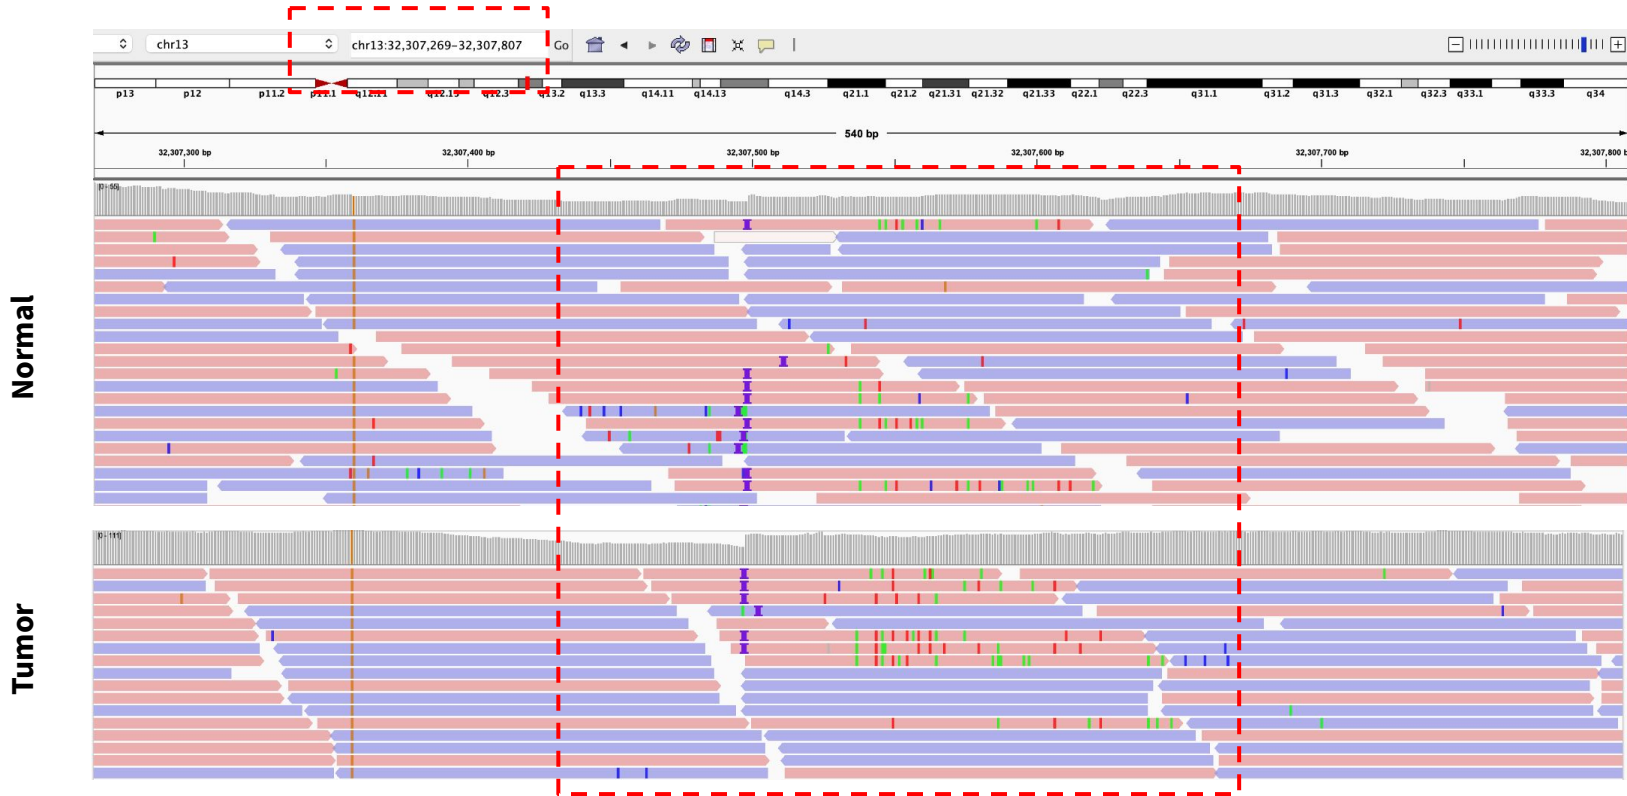 chr13 chr13:32,307,269-32,307,807 Go
p13 p12 p11.2 p11.1 q12.11 q12.13 q12.3 q13.2 q13.3 q14.11 q14.13 q14.3 q21.1 q21.2 q21.31 q21.32 q21.33 q22.1 q22.3 q31.1 q31.2 q31.3 q32.1 q32.3 q33.1 q33.3 q34
540 bp
32,307,300 bp 32,307,400 bp 32,307,500 bp 32,307,600 bp 32,307,700 bp 32,307,800 b
[0 - 55]
Normal
[0 - 111]
Tumor